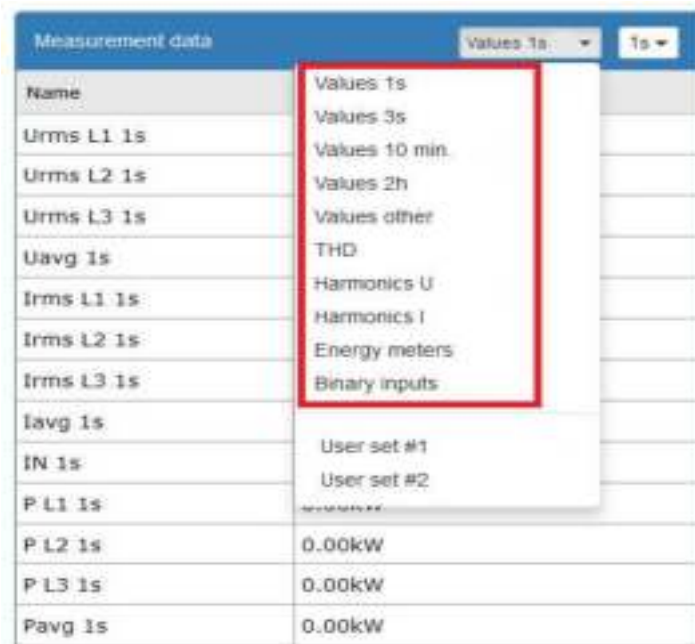 Measurement data Values 1s 1s
Name
Values 1s
Values 3s
Values 10 min.
Values 2h
Values other
THD
Harmonics U
Harmonics I
Energy meters
Binary inputs
User set #1
User set #2
Urms L1 1s
Urms L2 1s
Urms L3 1s
Uavg 1s
Irms L1 1s
Irms L2 1s
Irms L3 1s
Iavg 1s
IN 1s
P L1 1s
P L2 1s 0.00kW
P L3 1s 0.00kW
Pavg 1s 0.00kW